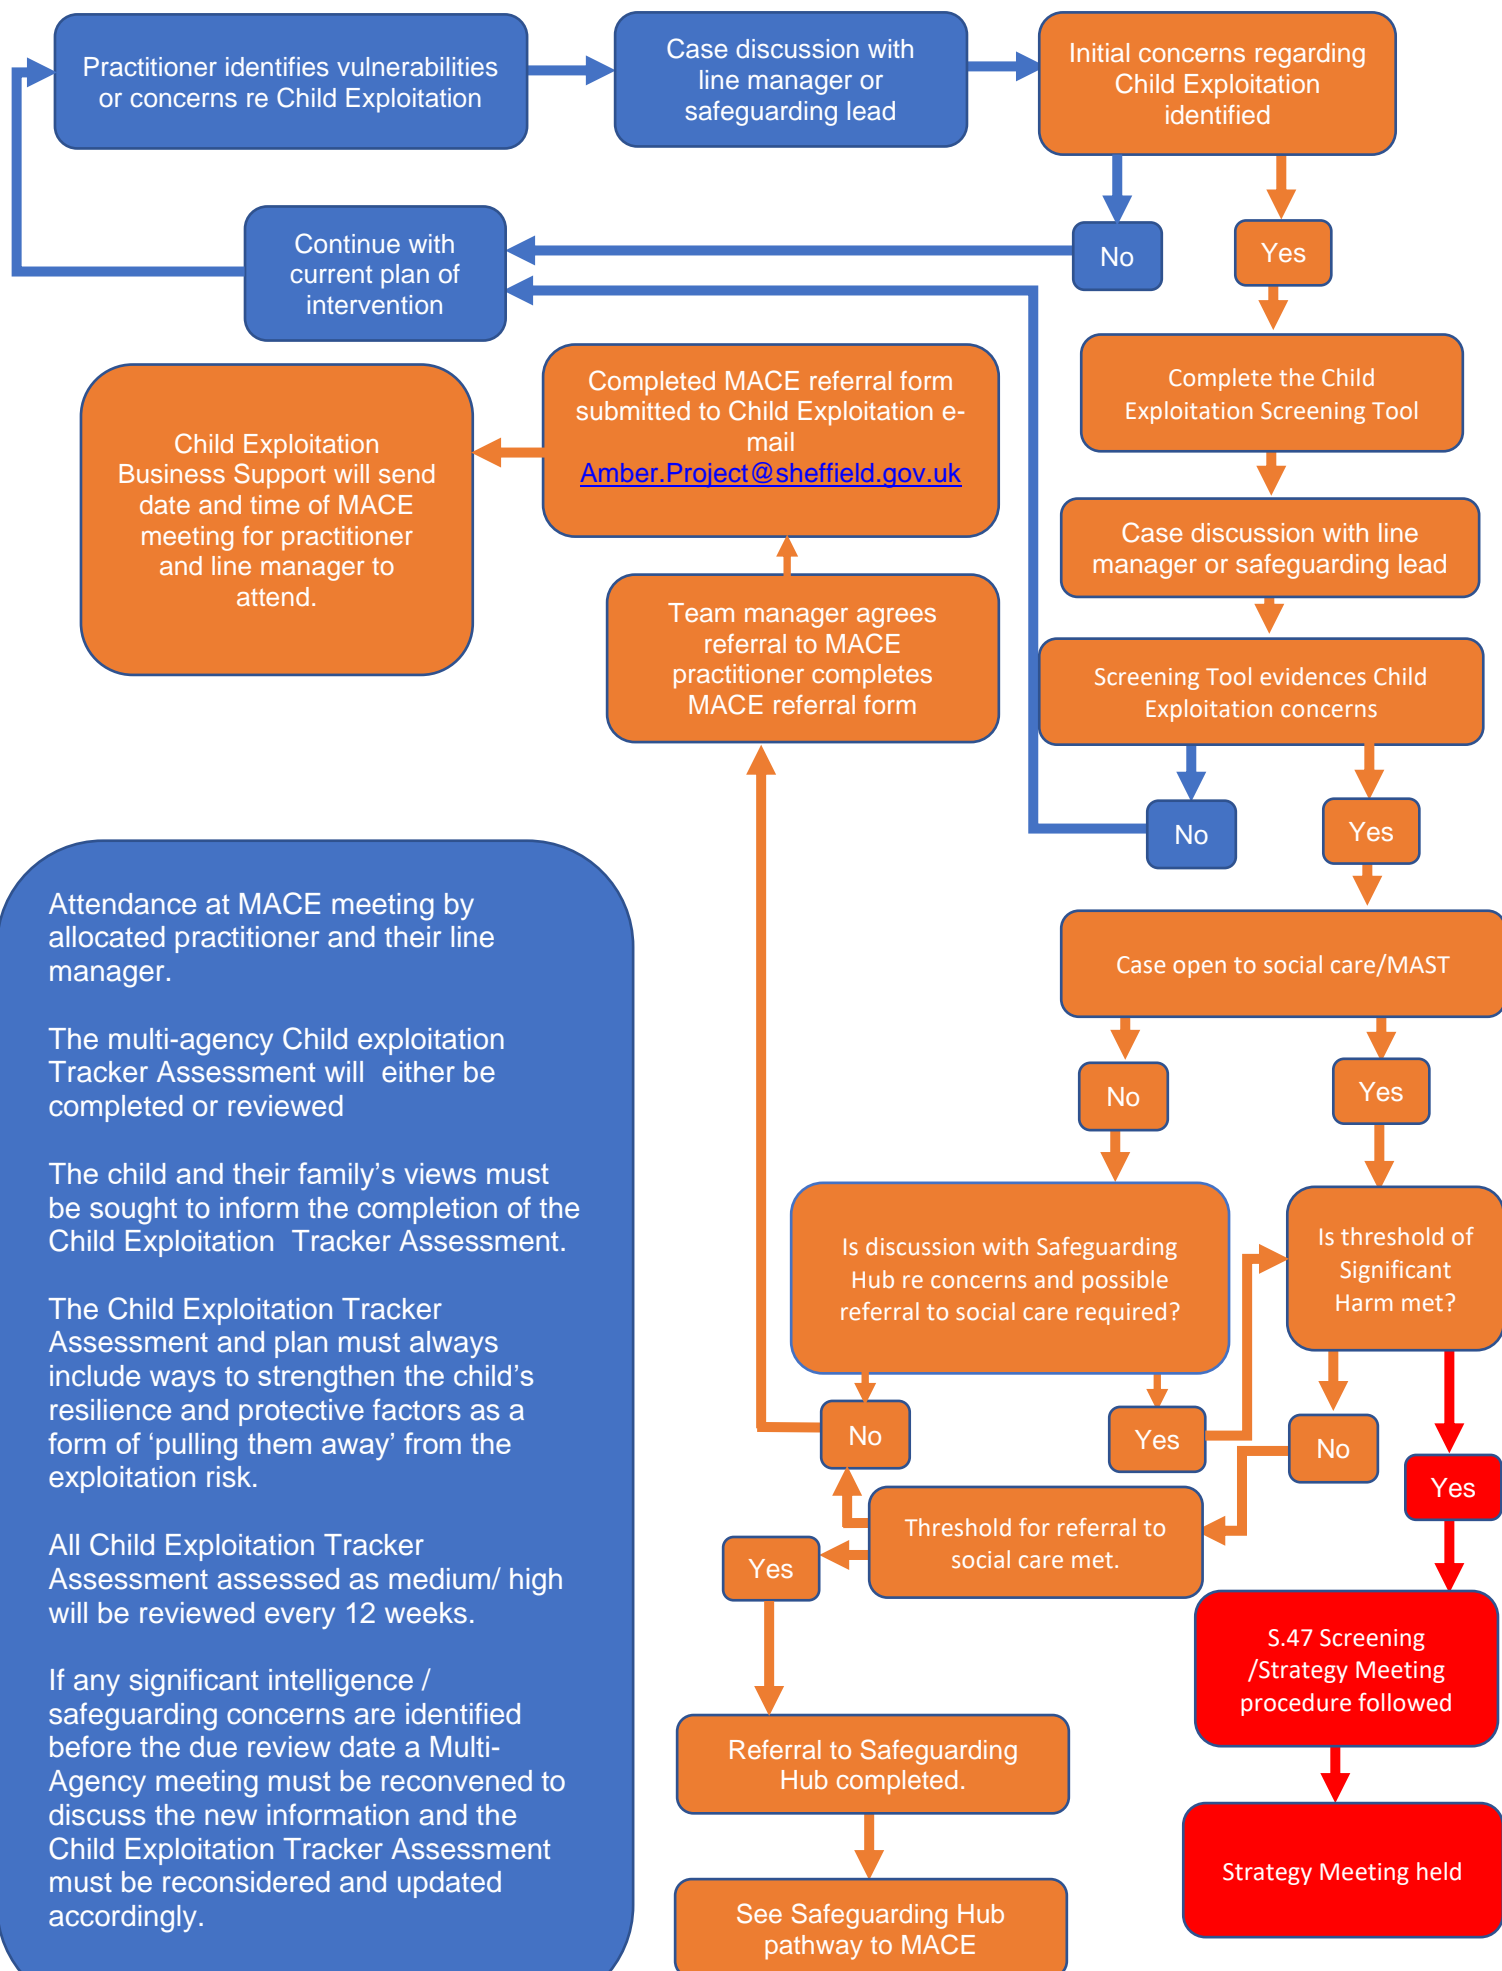 Practitioner identifies vulnerabilities
or concerns re Child Exploitation
Case discussion with
line manager or
safeguarding lead
Initial concerns regarding
Child Exploitation
identified
No
Yes
Continue with
current plan of
intervention
Complete the Child
Exploitation Screening Tool
Completed MACE referral form
submitted to Child Exploitation e-
mail
Amber.Project@sheffield.gov.uk
Child Exploitation
Business Support will send
date and time of MACE
meeting for practitioner
and line manager to
attend.
Case discussion with line
manager or safeguarding lead
Team manager agrees
referral to MACE
practitioner completes
MACE referral form
Screening Tool evidences Child
Exploitation concerns
No
Yes
Case open to social care/MAST
No
Yes
Is discussion with Safeguarding
Hub re concerns and possible
referral to social care required?
Is threshold of
Significant
Harm met?
No
Yes
No
Yes
Threshold for referral to
social care met.
Yes
S.47 Screening
/Strategy Meeting
procedure followed
Referral to Safeguarding
Hub completed.
Strategy Meeting held
See Safeguarding Hub
pathway to MACE
Attendance at MACE meeting by
allocated practitioner and their line
manager.
The multi-agency Child exploitation
Tracker Assessment will  either be
completed or reviewed
The child and their family’s views must
be sought to inform the completion of the
Child Exploitation  Tracker Assessment.
The Child Exploitation Tracker
Assessment and plan must always
include ways to strengthen the child’s
resilience and protective factors as a
form of ‘pulling them away’ from the
exploitation risk.
All Child Exploitation Tracker
Assessment assessed as medium/ high
will be reviewed every 12 weeks.
If any significant intelligence /
safeguarding concerns are identified
before the due review date a Multi-
Agency meeting must be reconvened to
discuss the new information and the
Child Exploitation Tracker Assessment
must be reconsidered and updated
accordingly.